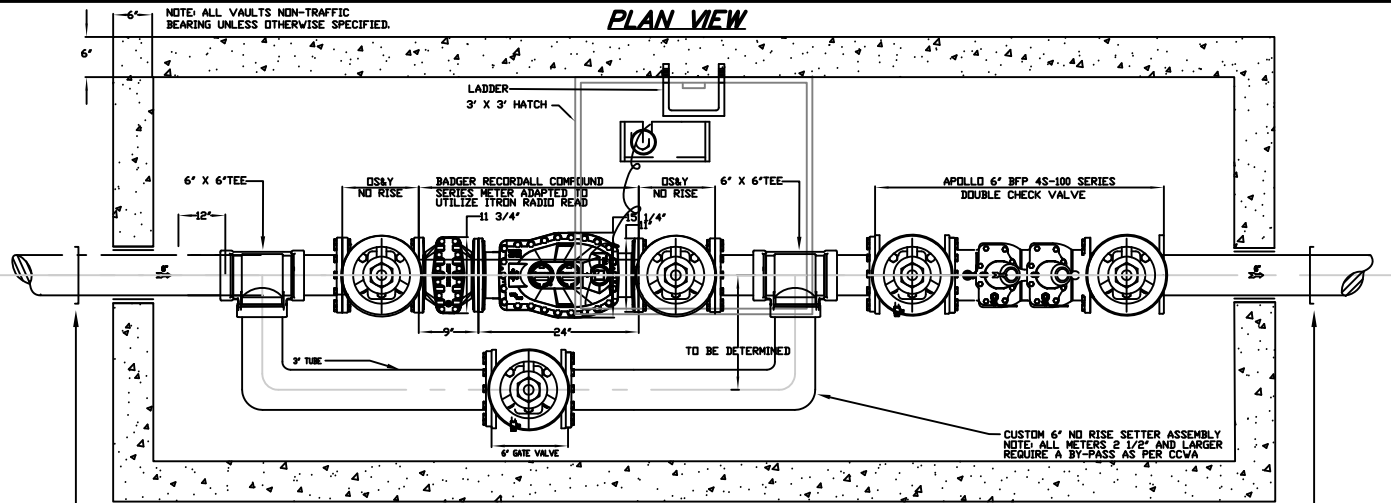 6"
NOTE: ALL VAULTS NON-TRAFFIC
BEARING UNLESS OTHERWISE SPECIFIED.
PLAN VIEW
6"
LADDER
3' X 3' HATCH
6" X 6"TEE
OS&Y
NO RISE
BADGER RECORDALL COMPOUND
SERIES METER ADAPTED TO
UTILIZE ITRON RADIO READ
OS&Y
NO RISE
6" X 6"TEE
APOLLO 6" BFP 4S-100 SERIES
DOUBLE CHECK VALVE
12"
11 3/4"
15 1/4"
11"
6"
6"
9"
24"
TO BE DETERMINED
3' TUBE
6" GATE VALVE
CUSTOM 6" NO RISE SETTER ASSEMBLY
NOTE: ALL METERS 2 1/2" AND LARGER
REQUIRE A BY-PASS AS PER CCWA